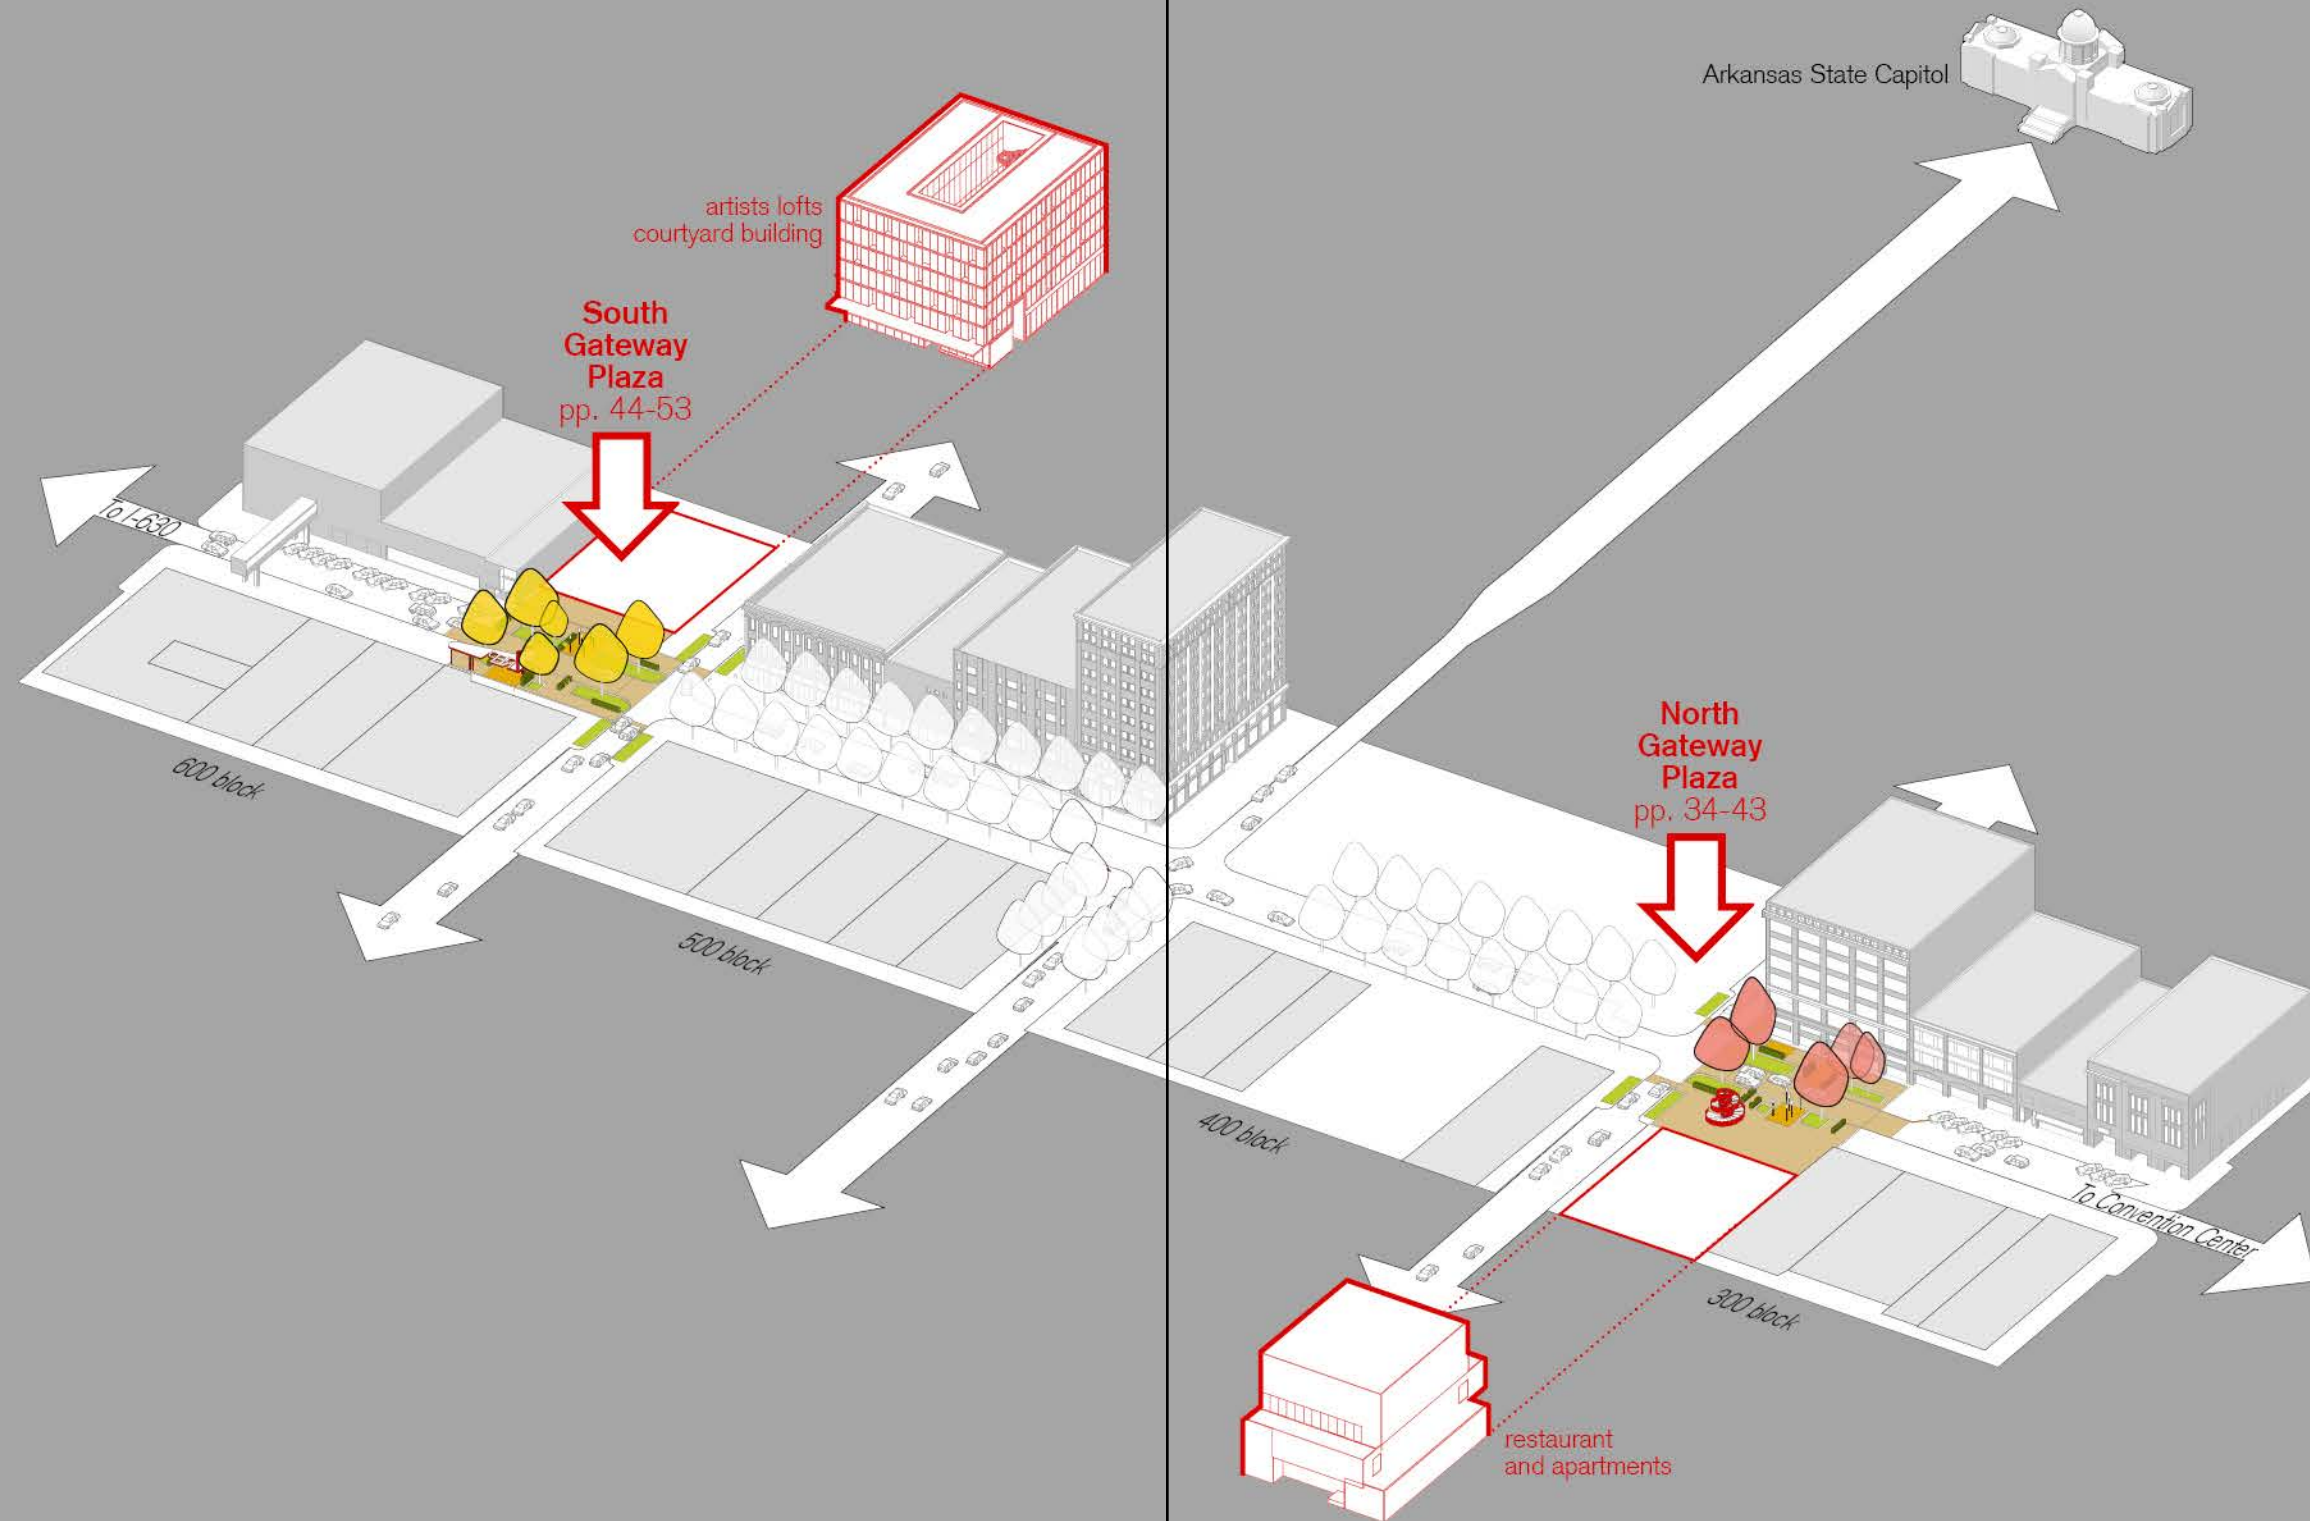 Arkansas State Capitol
artists lofts
courtyard building
South
Gateway
Plaza
pp. 44-53
To I-630
600 block
500 block
North
Gateway
Plaza
pp. 34-43
400 block
To Convention Center
300 block
restaurant
and apartments